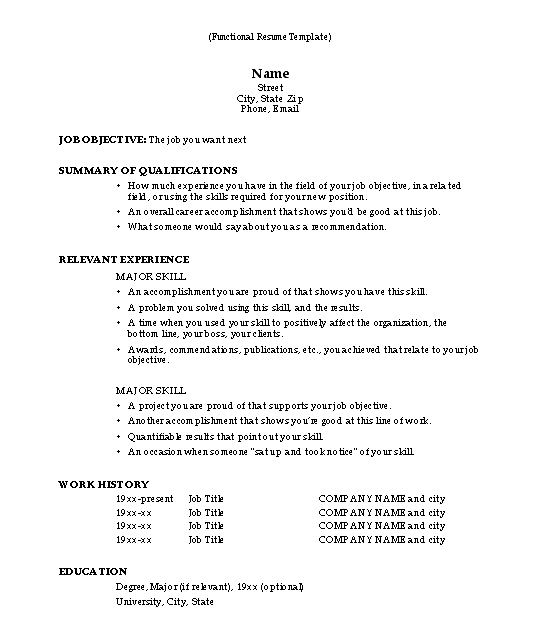 (Functional Resume Template)
Name
Street
City, State Zip
Phone, Email
JOB OBJECTIVE: The job you want next
SUMMARY OF QUALIFICATIONS
• How much experience you have in the field of your job objective, in a related
field, or using the skills required for your new position.
• An overall career accomplishment that shows you'd be good at this job.
• What someone would say about you as a recommendation.
RELEVANT EXPERIENCE
MAJOR SKILL
• An accomplishment you are proud of that shows you have this skill.
• A problem you solved using this skill, and the results.
• A time when you used your skill to positively affect the organization, the
bottom line, your boss, your clients.
• Awards, commendations, publications, etc., you achieved that relate to your job
objective.
MAJOR SKILL
• A project you are proud of that supports your job objective.
• Another accomplishment that shows you're good at this line of work.
• Quantifiable results that point out your skill.
• An occasion when someone "sat up and took notice" of your skill.
WORK HISTORY
19xx-present Job Title COMPANY NAME and city
19xx-xx Job Title COMPANY NAME and city
19xx-xx Job Title COMPANY NAME and city
19xx-xx Job Title COMPANY NAME and city
EDUCATION
Degree, Major (if relevant), 19xx (optional)
University, City, State